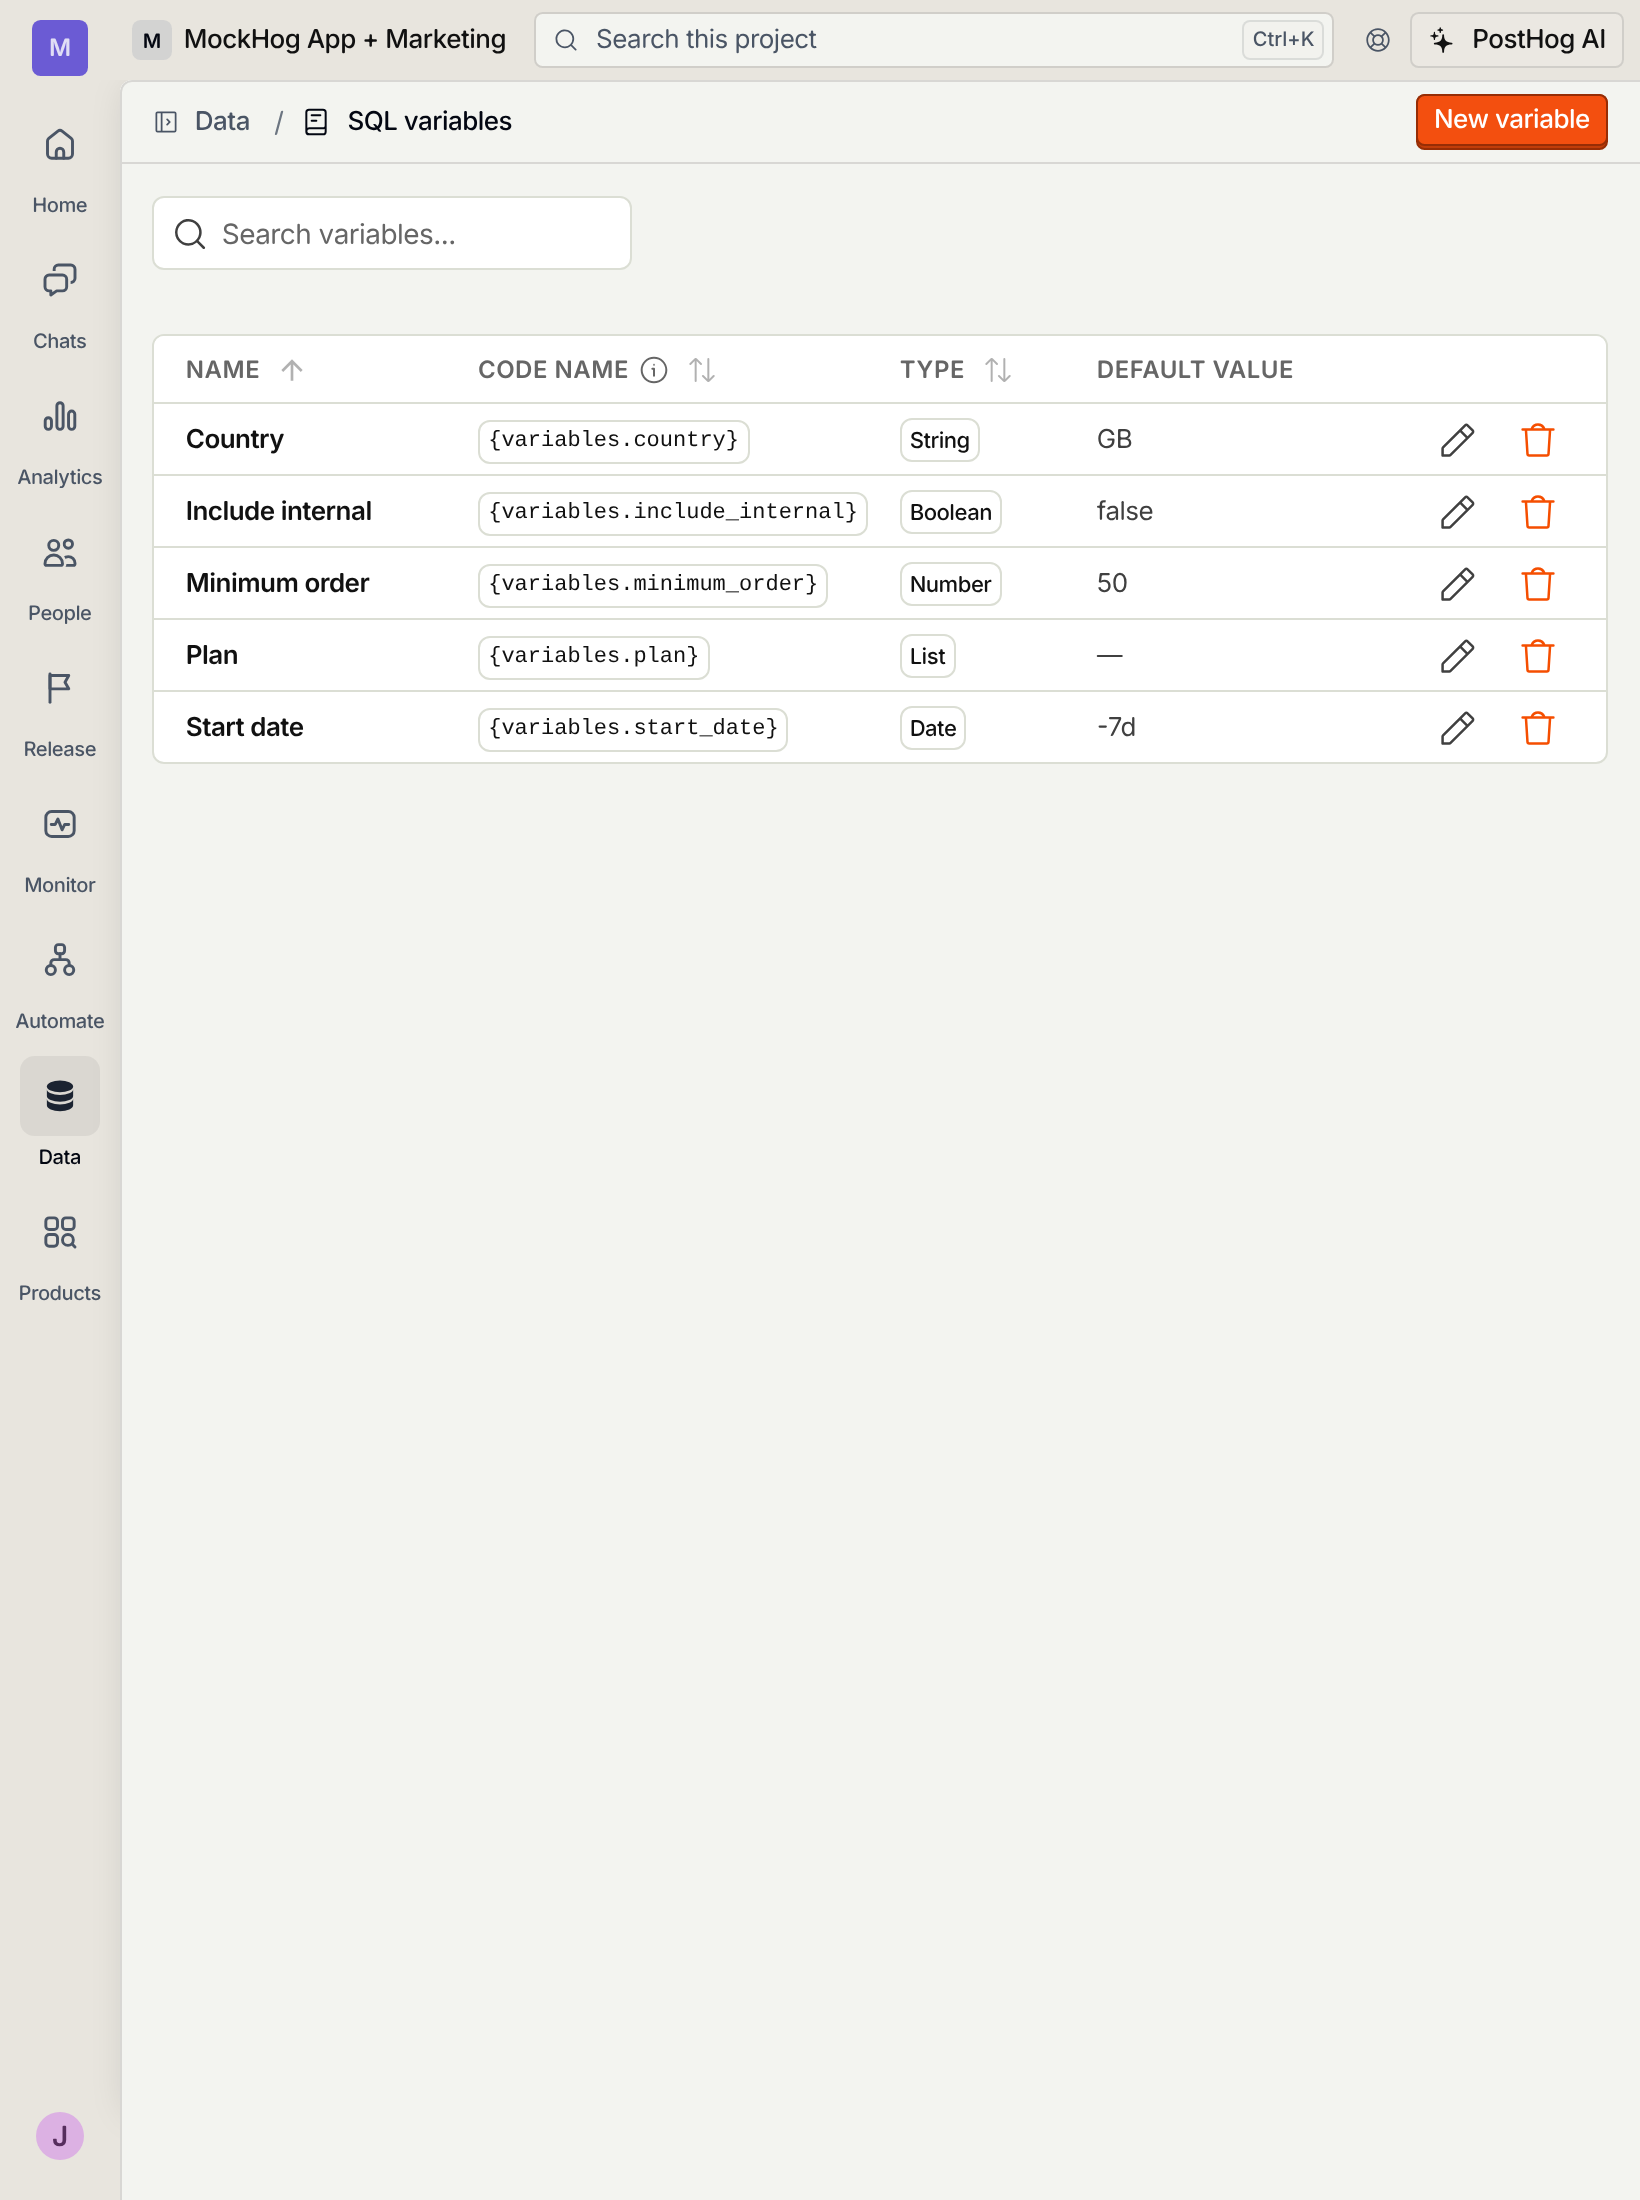 M
M MockHog App + Marketing
Search this project Ctrl+K
PostHog AI
Data / SQL variables
New variable
Home
Chats
Analytics
People
Release
Monitor
Automate
Data
Products
J
Search variables...
NAME CODE NAME TYPE DEFAULT VALUE
Country {variables.country} String GB
Include internal {variables.include_internal} Boolean false
Minimum order {variables.minimum_order} Number 50
Plan {variables.plan} List —
Start date {variables.start_date} Date -7d